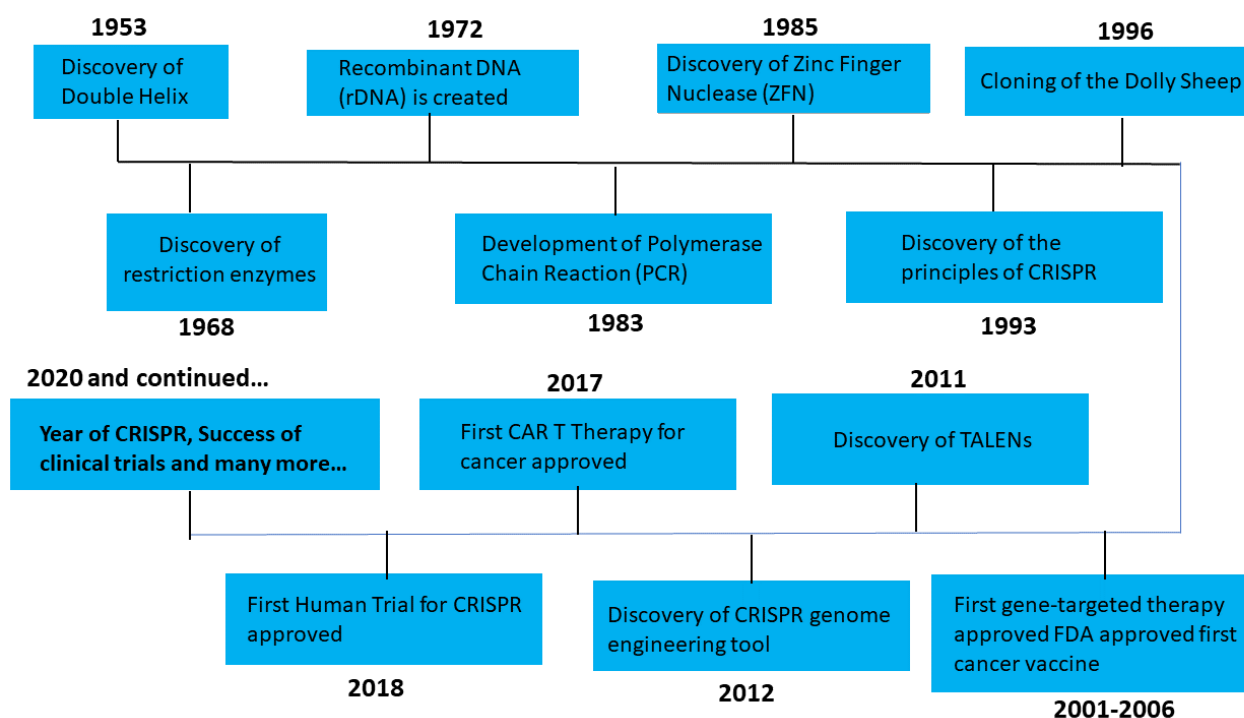 1953
Discovery of
Double Helix
1972
Recombinant DNA
(rDNA) is created
1985
Discovery of Zinc Finger
Nuclease (ZFN)
1996
Cloning of the Dolly Sheep
Discovery of
restriction enzymes
1968
Development of Polymerase
Chain Reaction (PCR)
1983
Discovery of the
principles of CRISPR
1993
2020 and continued...
Year of CRISPR, Success of
clinical trials and many more...
2017
First CAR T Therapy for
cancer approved
2011
Discovery of TALENs
First Human Trial for CRISPR
approved
2018
Discovery of CRISPR genome
engineering tool
2012
First gene-targeted therapy
approved FDA approved first
cancer vaccine
2001-2006